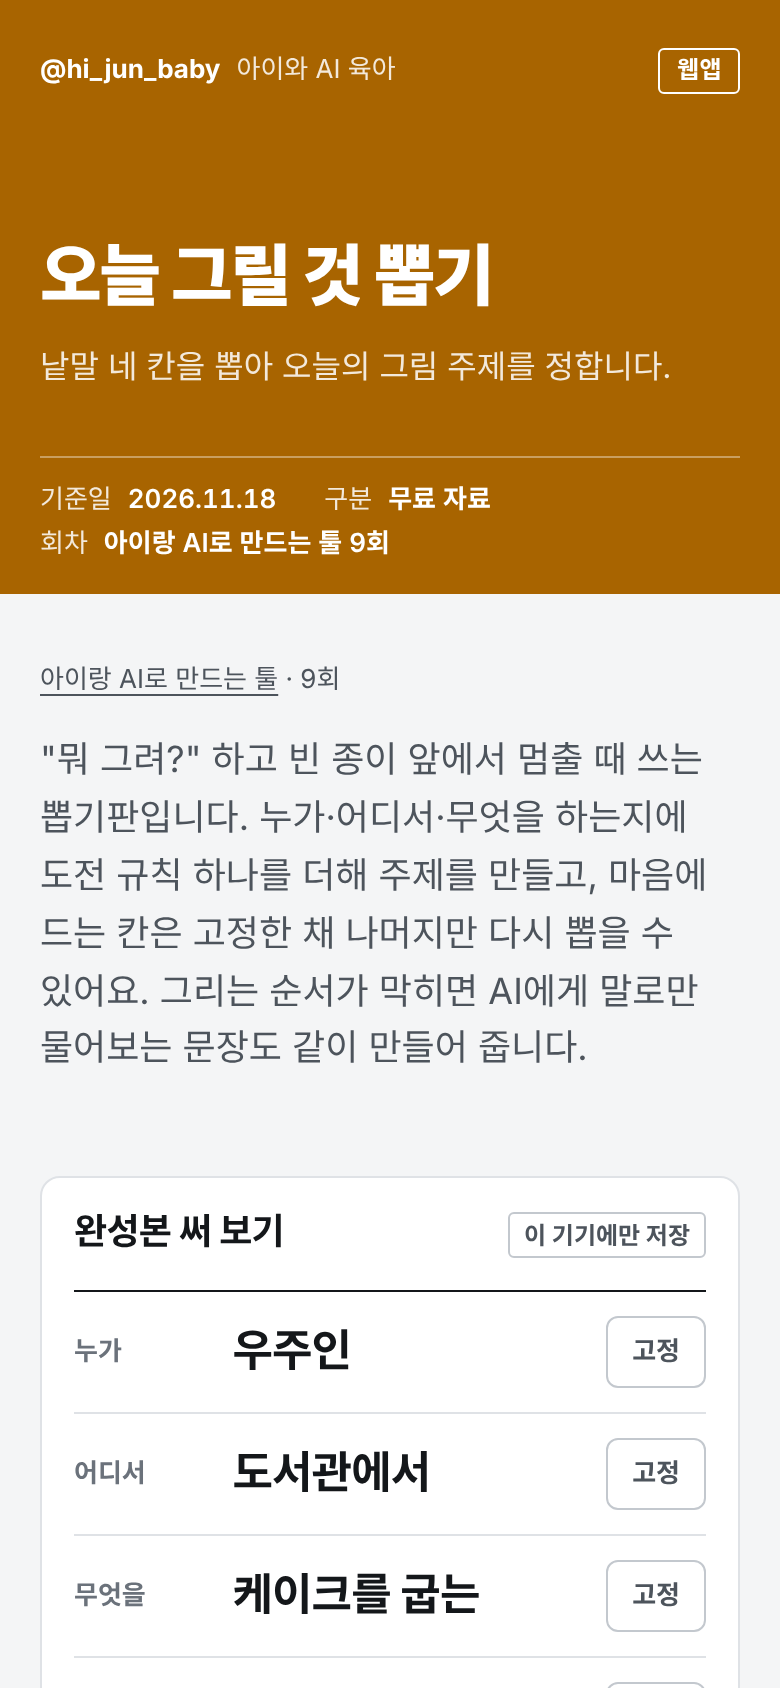 @hi_jun_baby 아이와 AI 육아
웹앱
오늘 그릴 것 뽑기
낱말 네 칸을 뽑아 오늘의 그림 주제를 정합니다.
기준일 2026.11.18 구분 무료 자료
회차 아이랑 AI로 만드는 툴 9회
아이랑 AI로 만드는 툴 · 9회
"뭐 그려?" 하고 빈 종이 앞에서 멈출 때 쓰는
뽑기판입니다. 누가·어디서·무엇을 하는지에
도전 규칙 하나를 더해 주제를 만들고, 마음에
드는 칸은 고정한 채 나머지만 다시 뽑을 수
있어요. 그리는 순서가 막히면 AI에게 말로만
물어보는 문장도 같이 만들어 줍니다.
완성본 써 보기
이 기기에만 저장
누가 우주인 고정
어디서 도서관에서 고정
무엇을 케이크를 굽는 고정